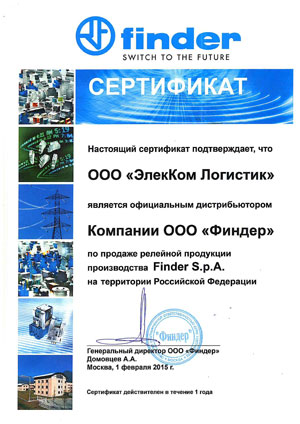 finder
SWITCH TO THE FUTURE
СЕРТИФИКАТ
Настоящий сертификат подтверждает, что
ООО «ЭлекКом Логистик»
является официальным дистрибьютором
Компании ООО «Финдер»
по продаже релейной продукции
производства Finder S.p.A.
на территории Российской Федерации
"Финдер"
Генеральный директор ООО «Финдер»
Домовцев А.А.
Москва, 1 февраля 2015 г.
Сертификат действителен в течение 1 года